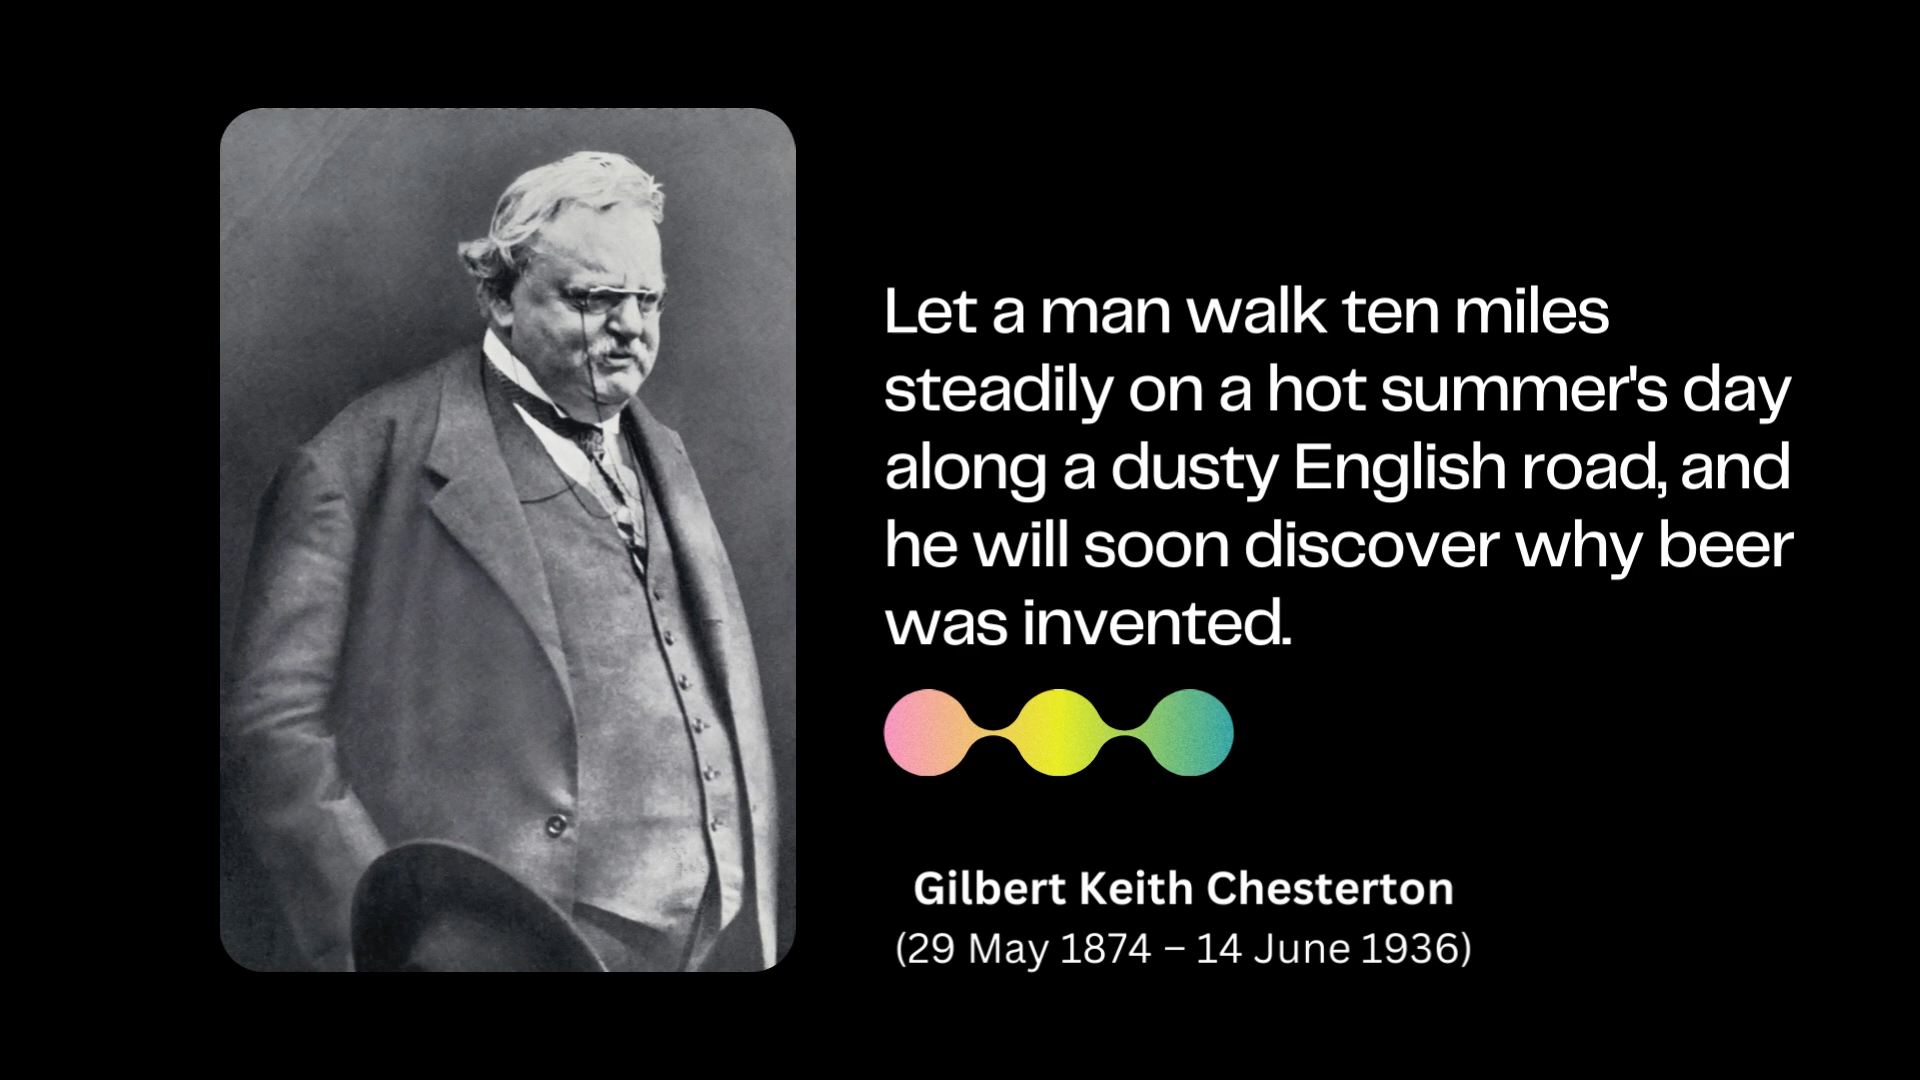 Let a man walk ten miles
steadily on a hot summer's day
along a dusty English road, and
he will soon discover why beer
was invented.
Gilbert Keith Chesterton
(29 May 1874 – 14 June 1936)